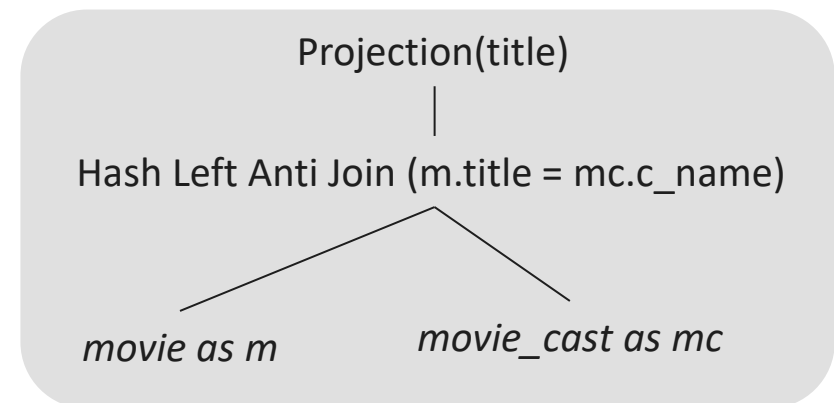 Projection(title)
Hash Left Anti Join (m.title = mc.c_name)
movie as m
movie_cast as mc